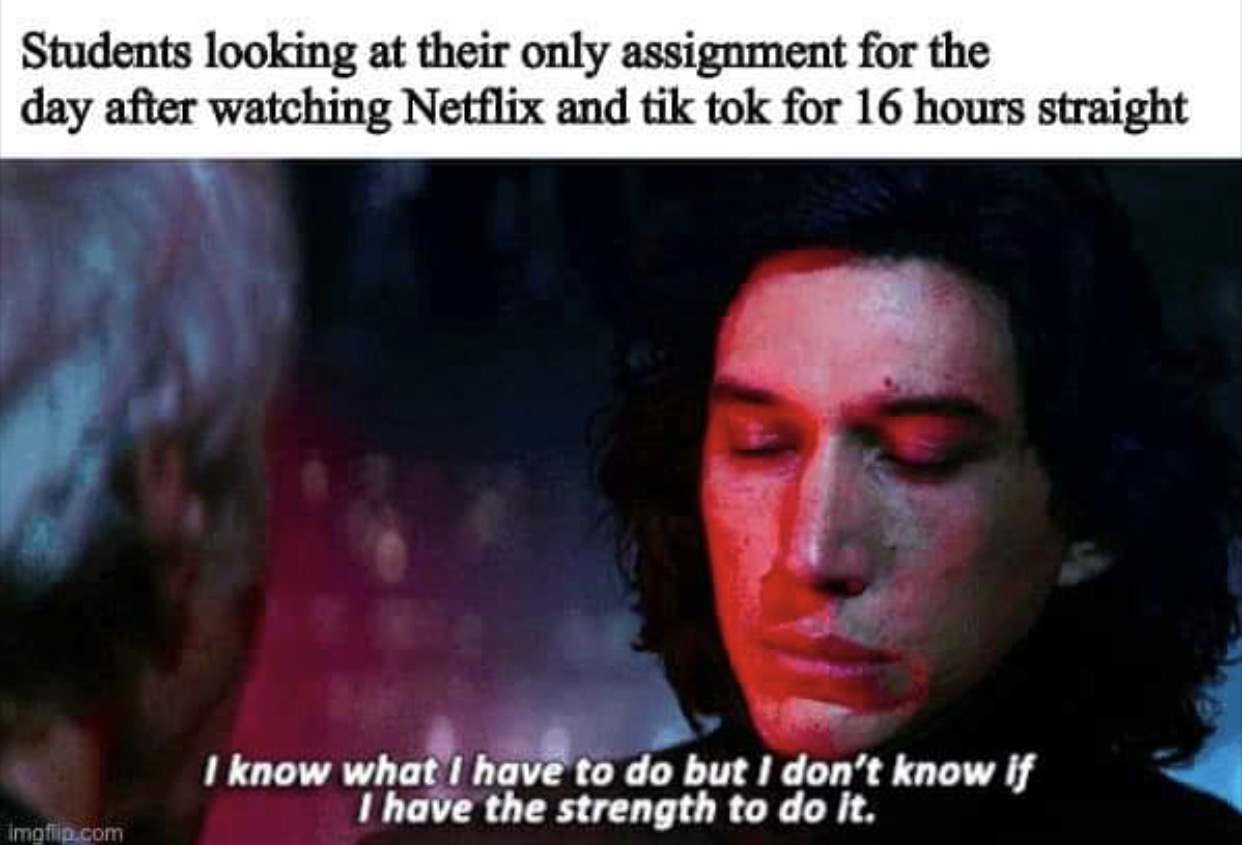 Students looking at their only assignment for the
day after watching Netflix and tik tok for 16 hours straight
I know what I have to do but I don't know if
I have the strength to do it.
imgflip.com